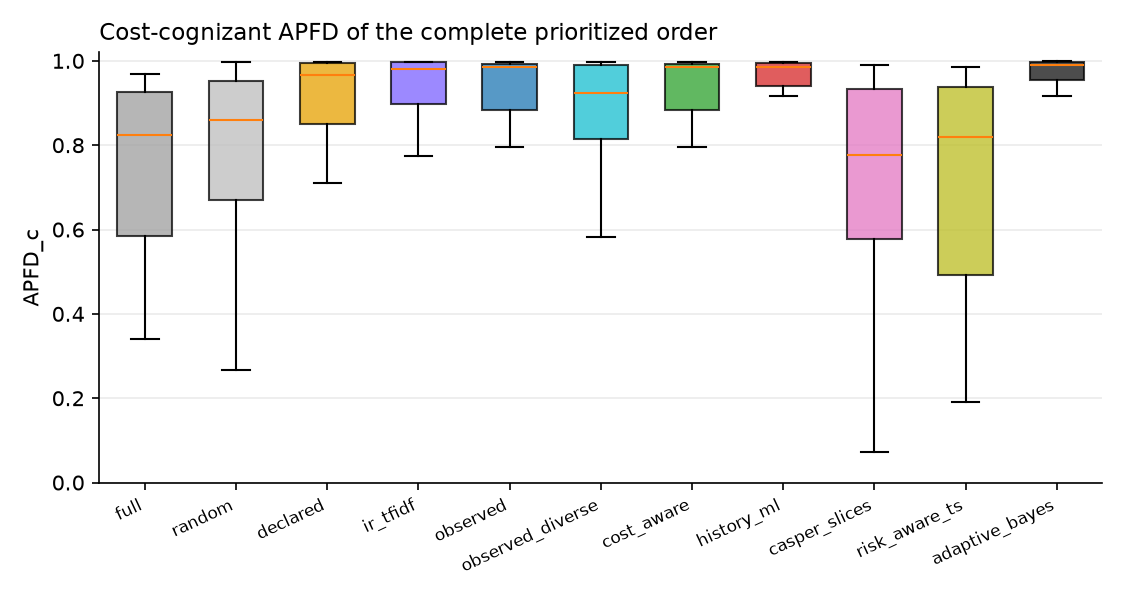 Cost-cognizant APFD of the complete prioritized order
APFD_c
1.0
0.8
0.6
0.4
0.2
0.0
full
random
declared
ir_tfidf
observed
observed_diverse
cost_aware
history_ml
casper_slices
risk_aware_ts
adaptive_bayes